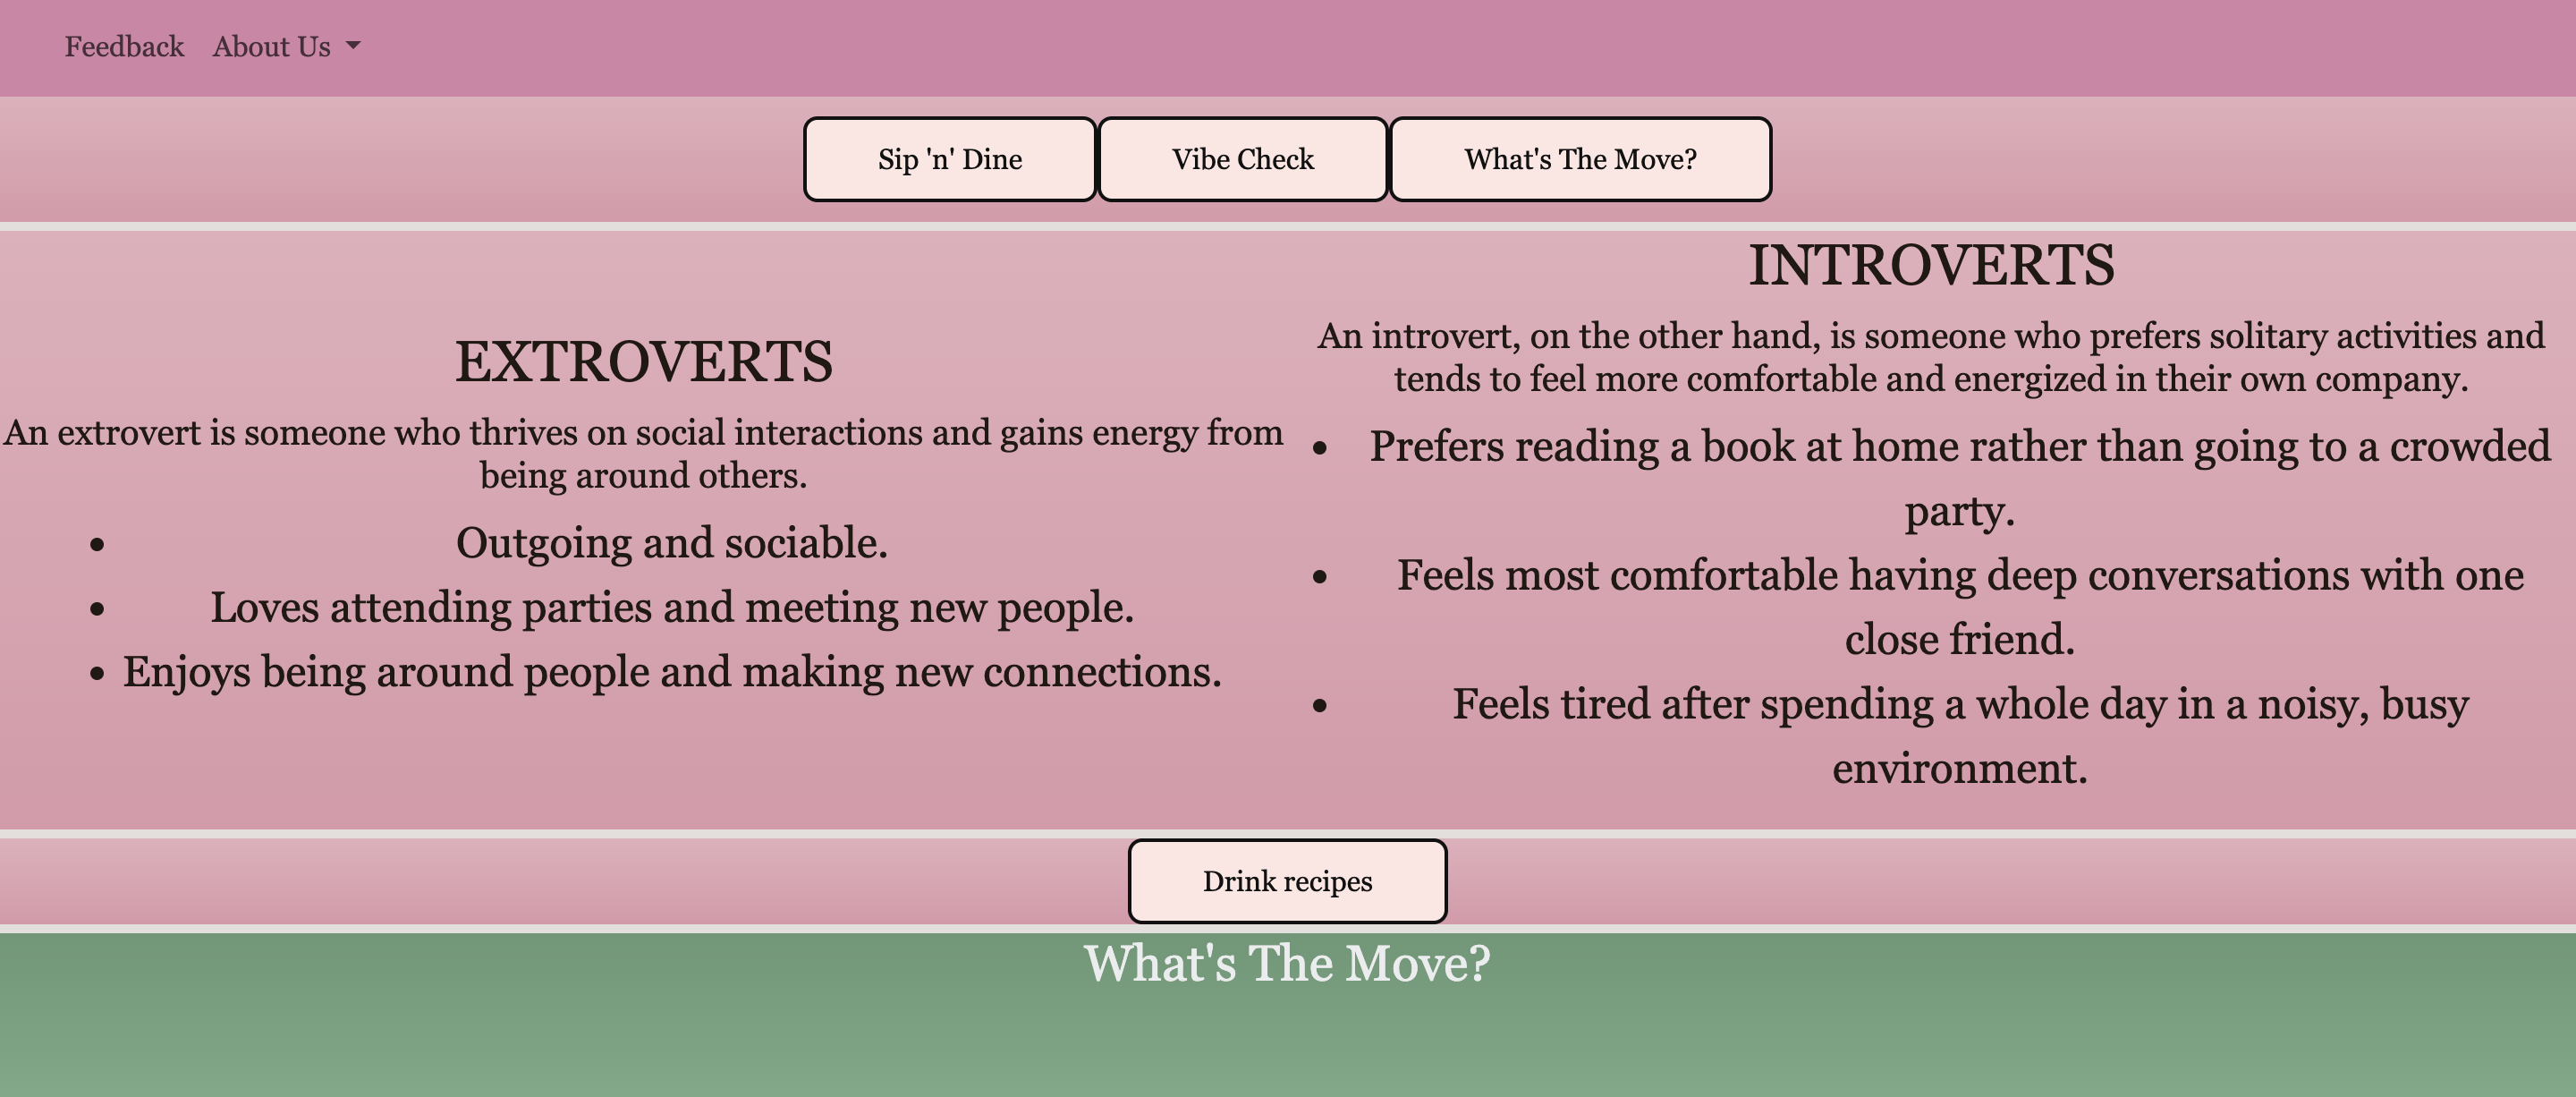 Feedback About Us
Sip 'n' Dine Vibe Check What's The Move?
EXTROVERTS
An extrovert is someone who thrives on social interactions and gains energy from
being around others.
• Outgoing and sociable.
• Loves attending parties and meeting new people.
• Enjoys being around people and making new connections.
INTROVERTS
An introvert, on the other hand, is someone who prefers solitary activities and
tends to feel more comfortable and energized in their own company.
• Prefers reading a book at home rather than going to a crowded
party.
• Feels most comfortable having deep conversations with one
close friend.
• Feels tired after spending a whole day in a noisy, busy
environment.
Drink recipes
What's The Move?